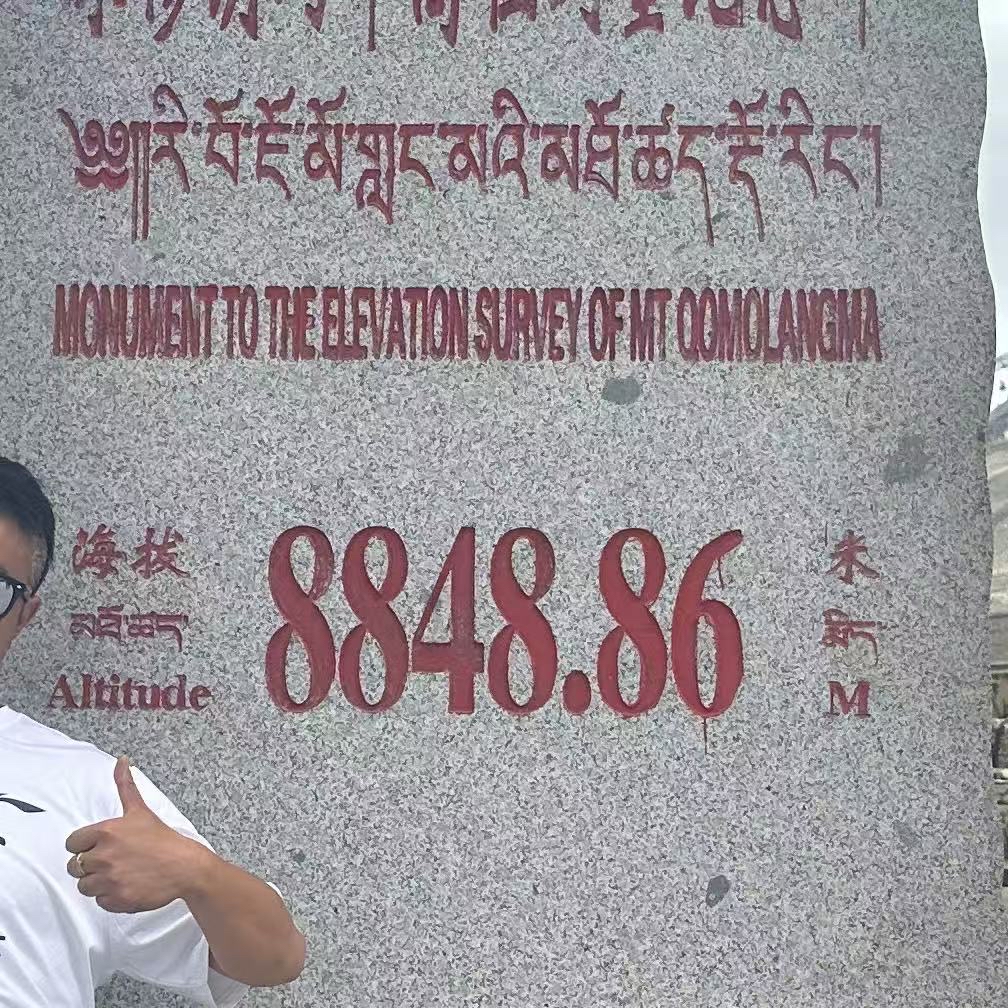 ༄༅།།རི་བོ་ཇོ་མོ་གླང་མའི་མཐོ་ཚད་རྡོ་རིང་།
MONUMENT TO THE ELEVATION SURVEY OF MT QOMOLANGMA
海拔 8848.86 米
མཐོ་ཚད་ སྨི
Altitude M